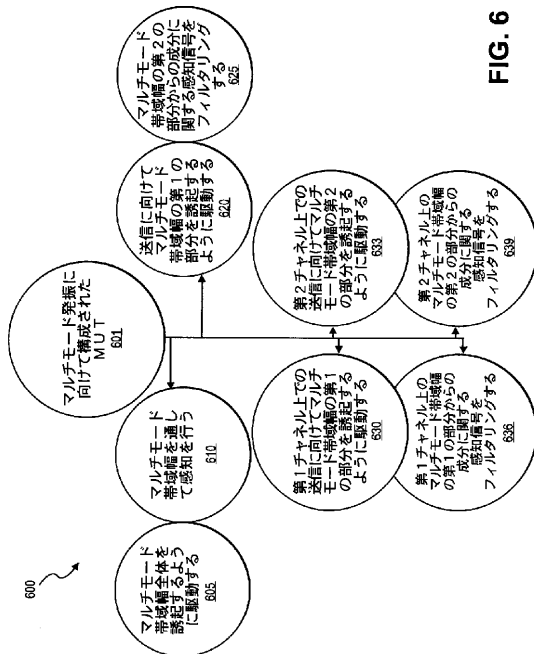 600
マルチモード発振に
向けて構成された
MUT
601
マルチモード
帯域幅全体を
誘起するよう
に駆動する
605
マルチモード
帯域幅を通し
て感知を行う
610
送信に向けて
マルチモード
帯域幅の第1の
部分を誘起する
ように駆動する
620
マルチモード
帯域幅の第2の
部分からの成分に
関する感知信号を
フィルタリング
する
625
第1チャネル上での
送信に向けてマルチ
モード帯域幅の第1
の部分を誘起する
ように駆動する
630
第2チャネル上での
送信に向けてマルチ
モード帯域幅の第2
の部分を誘起する
ように駆動する
633
第1チャネル上の
マルチモード帯域幅
の第1の部分からの
成分に関する
感知信号を
フィルタリングする
636
第2チャネル上の
マルチモード帯域幅
の第2の部分からの
成分に関する
感知信号を
フィルタリングする
639
FIG. 6